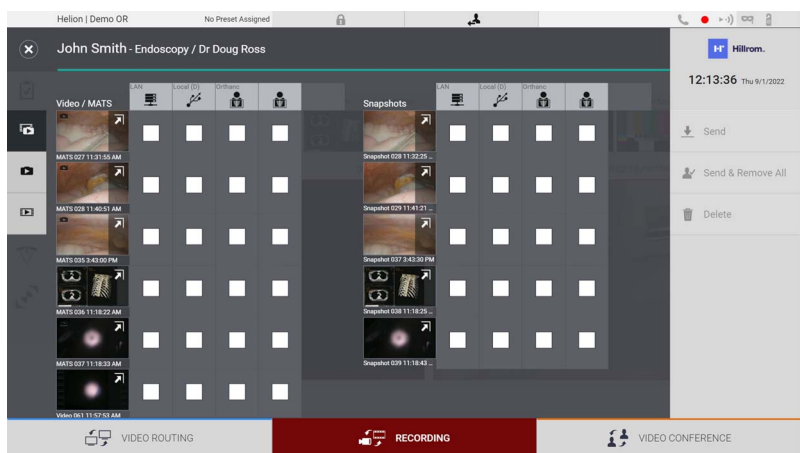 Helion | Demo OR
No Preset Assigned
John Smith - Endoscopy / Dr Doug Ross
Hillrom.
12:13:36 Thu 9/1/2022
Video / MATS
LAN
Local (D)
Orthanc
Snapshots
LAN
Local (D)
Orthanc
MATS 027 11:31:55 AM
Snapshot 028 11:32:25 ...
MATS 028 11:40:51 AM
Snapshot 029 11:41:21 ...
MATS 035 3:43:00 PM
Snapshot 037 3:43:30 PM
MATS 036 11:18:22 AM
Snapshot 038 11:18:25 ...
MATS 037 11:18:33 AM
Snapshot 039 11:18:43 ...
Video 061 11:57:53 AM
Send
Send & Remove All
Delete
VIDEO ROUTING
RECORDING
VIDEO CONFERENCE